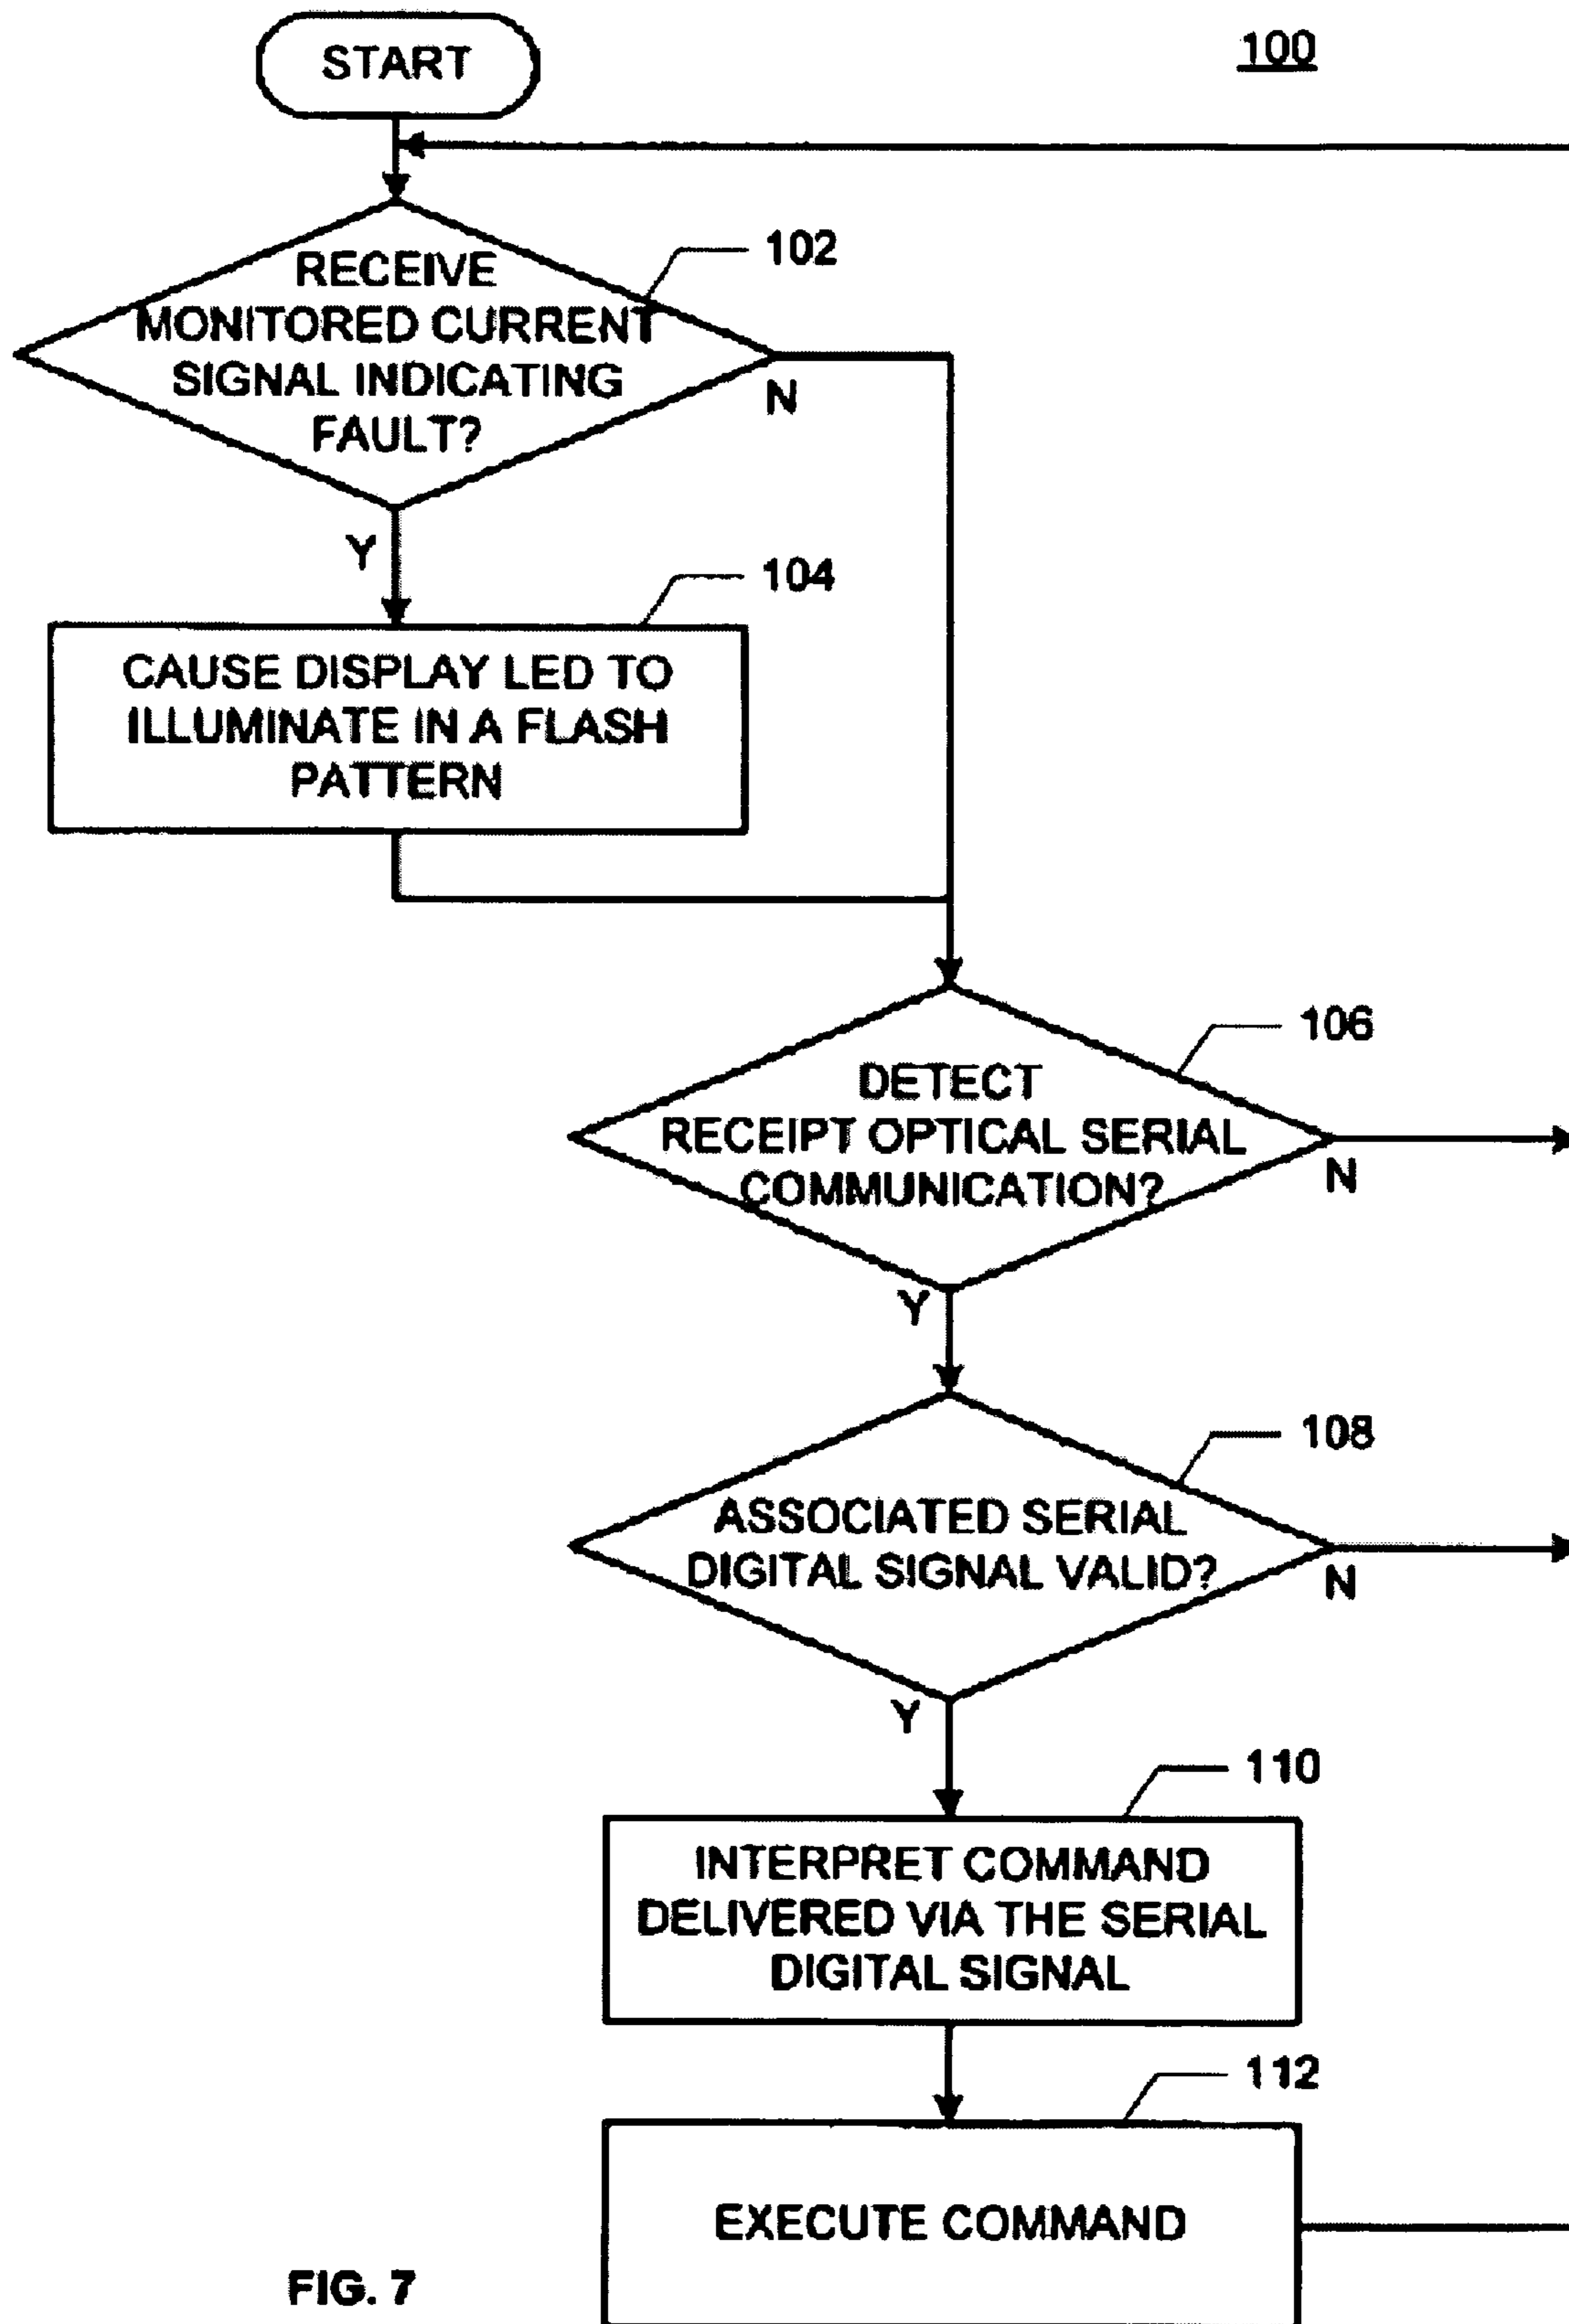 START
100
RECEIVE
MONITORED CURRENT
SIGNAL INDICATING
FAULT?
102
N
Y
104
CAUSE DISPLAY LED TO
ILLUMINATE IN A FLASH
PATTERN
106
DETECT
RECEIPT OPTICAL SERIAL
COMMUNICATION?
N
Y
108
ASSOCIATED SERIAL
DIGITAL SIGNAL VALID?
N
Y
110
INTERPRET COMMAND
DELIVERED VIA THE SERIAL
DIGITAL SIGNAL
112
EXECUTE COMMAND
FIG. 7